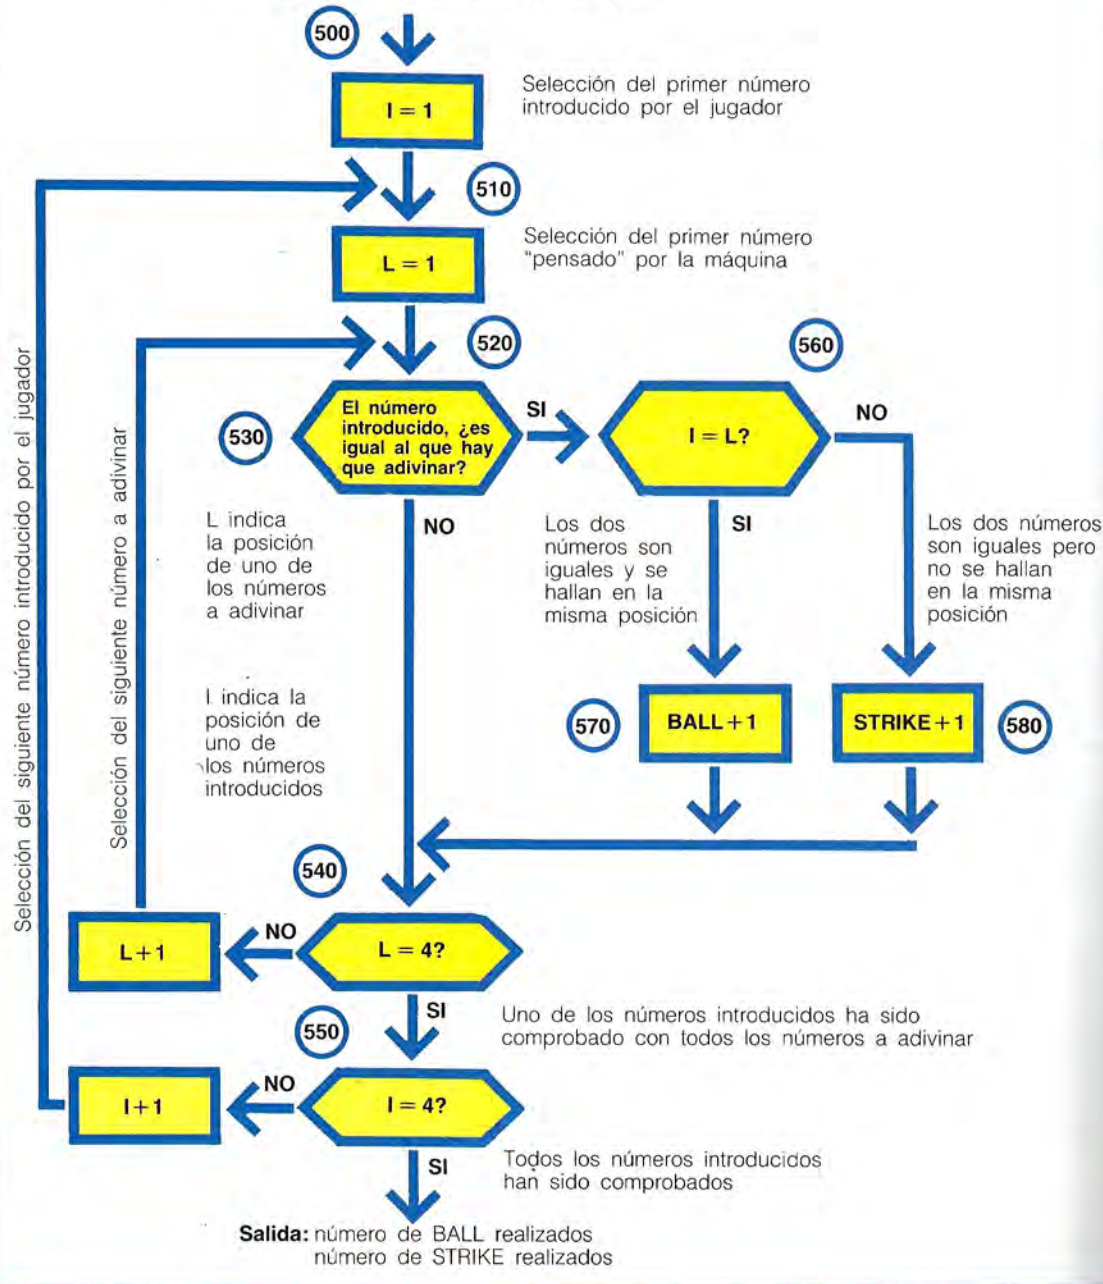 500
I = 1
Selección del primer número
introducido por el jugador
510
L = 1
Selección del primer número
"pensado" por la máquina
520
560
530
El número
introducido, ¿es
igual al que hay
que adivinar?
SI
I = L?
NO
L indica
la posición
de uno de
los números
a adivinar
NO
Los dos
números son
iguales y se
hallan en la
misma posición
SI
Los dos números
son iguales pero
no se hallan
en la misma
posición
I indica la
posición de
uno de
los números
introducidos
570
BALL+1
STRIKE+1
580
Selección del siguiente número introducido por el jugador
Selección del siguiente número a adivinar
540
L+1
NO
L = 4?
SI
550
Uno de los números introducidos ha sido
comprobado con todos los números a adivinar
I+1
NO
I = 4?
SI
Todos los números introducidos
han sido comprobados
Salida: número de BALL realizados
número de STRIKE realizados